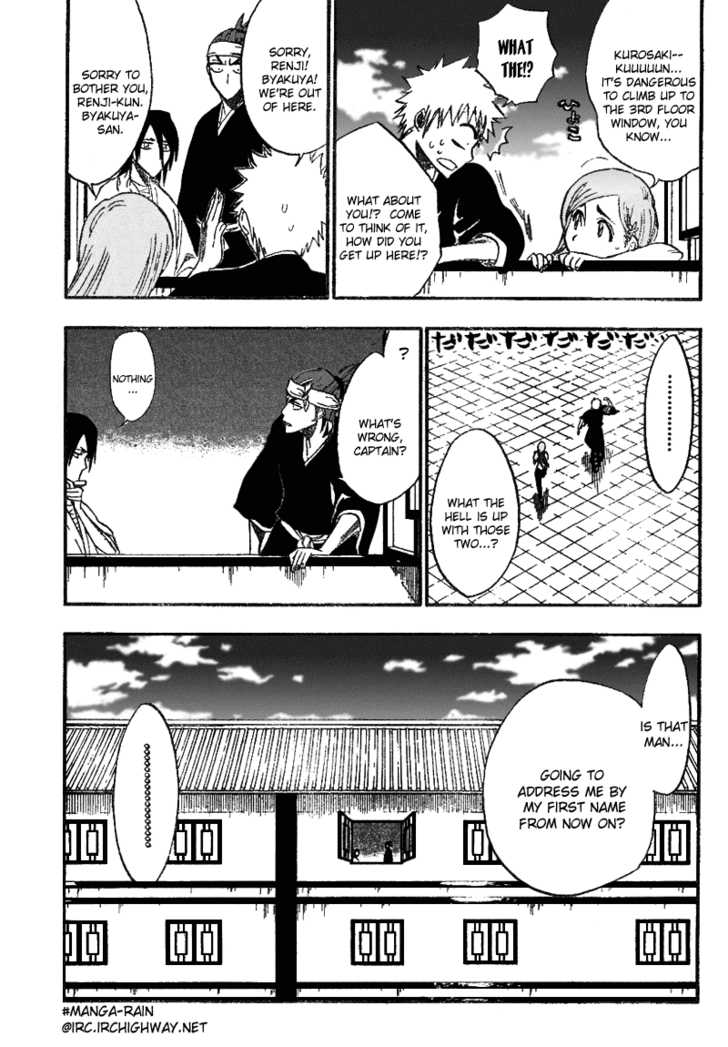 KUROSAKI--
KUUUUUN...
IT'S DANGEROUS
TO CLIMB UP TO
THE 3RD FLOOR
WINDOW, YOU
KNOW...
WHAT
THE!?
ひょこ
WHAT ABOUT
YOU!? COME
TO THINK OF IT,
HOW DID YOU
GET UP HERE!?
SORRY,
RENJI!
BYAKUYA!
WE'RE OUT
OF HERE.
SORRY TO
BOTHER YOU,
RENJI-KUN.
BYAKUYA-
SAN.
............
WHAT THE
HELL IS UP
WITH THOSE
TWO...?
?
WHAT'S
WRONG,
CAPTAIN?
NOTHING
...
IS THAT
MAN...
GOING TO
ADDRESS ME BY
MY FIRST NAME
FROM NOW ON?
...............
#MANGA-RAIN
@IRC.IRCHIGHWAY.NET